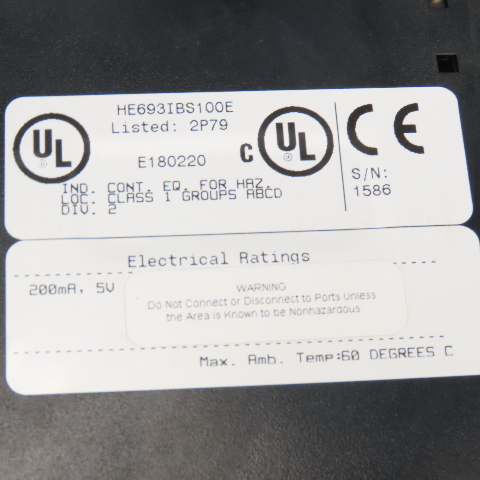 HE693IBS100E
Listed: 2P79
UL
E180220
C UL
CE
IND. CONT. EQ. FOR HAZ.
LOC. CLASS I GROUPS ABCD
DIV. 2
S/N:
1586
Electrical Ratings
200mA, 5V
WARNING
Do Not Connect or Disconnect to Ports Unless
the Area is Known to be Nonhazardous
Max. Amb. Temp:60 DEGREES C